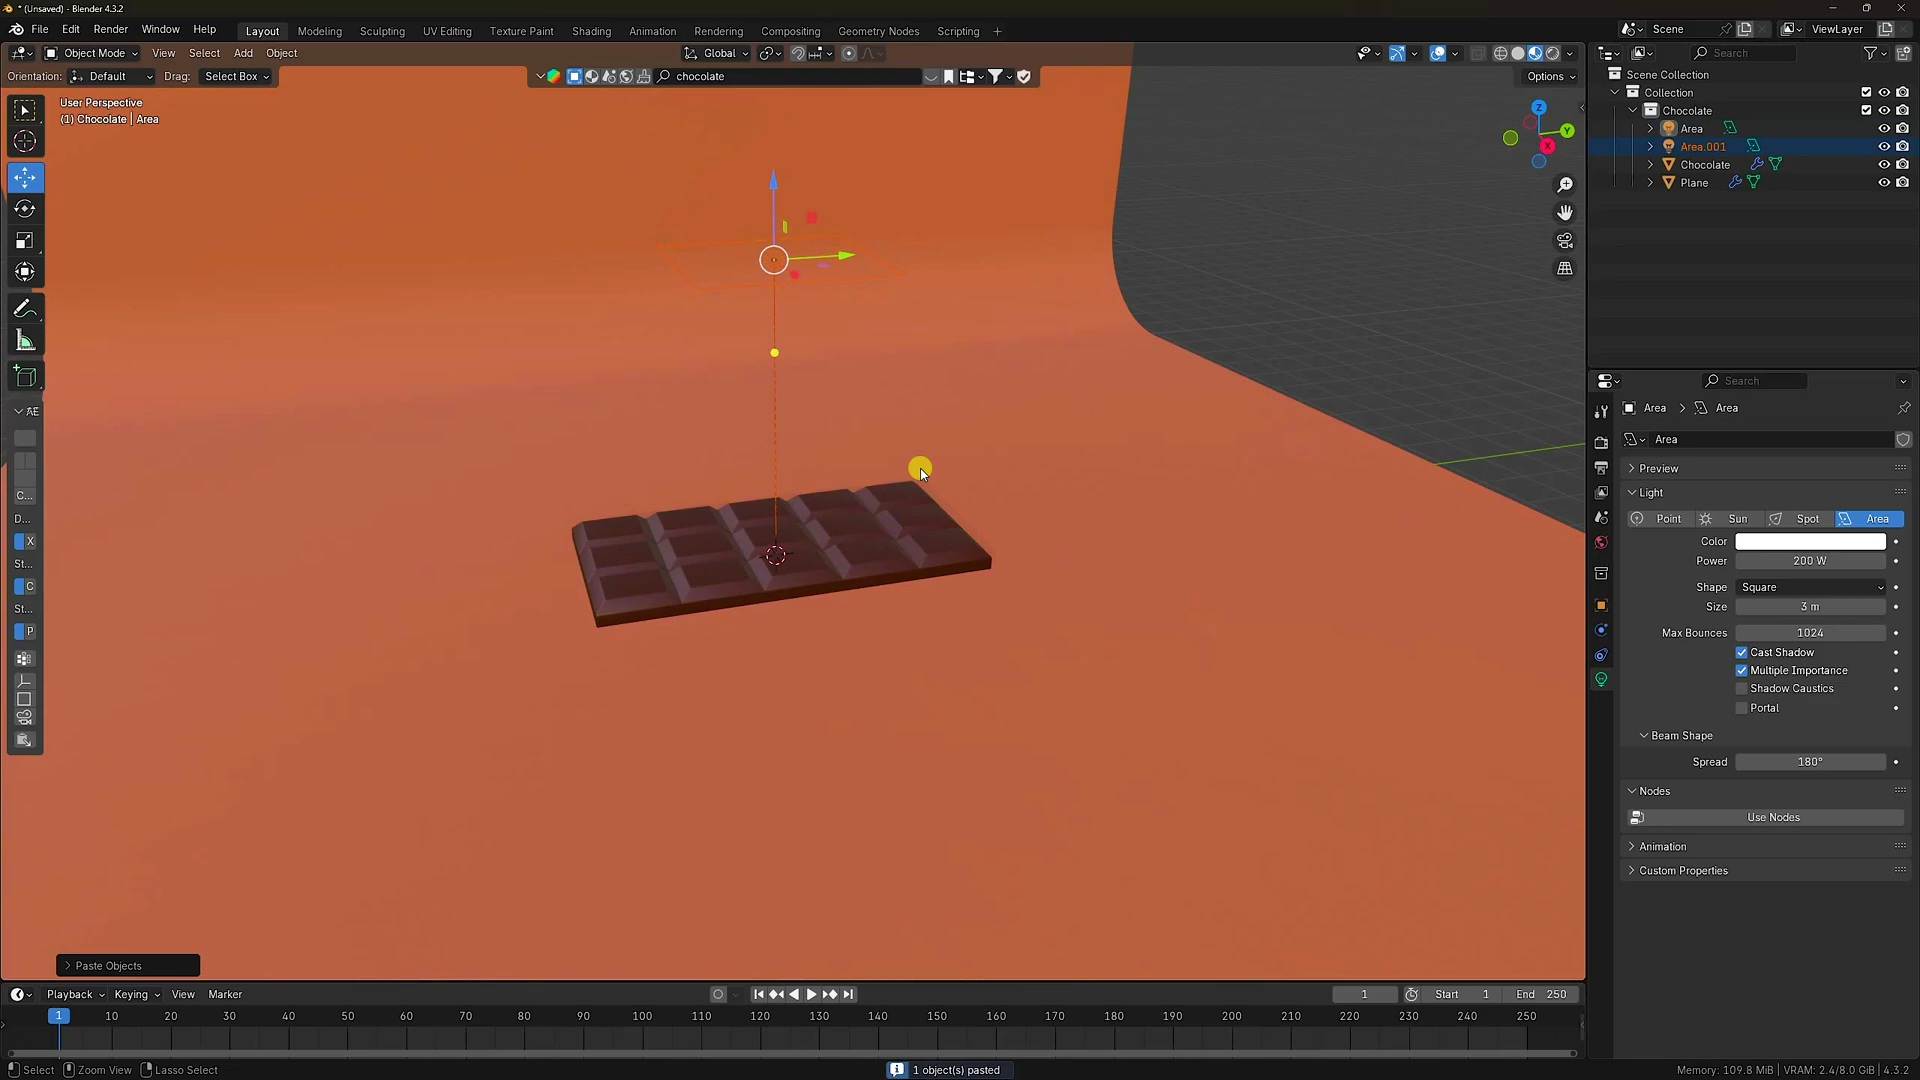 * (Unsaved) - Blender 4.3.2
File Edit Render Window Help
Layout Modeling Sculpting UV Editing Texture Paint Shading Animation Rendering Compositing Geometry Nodes Scripting +
Scene
ViewLayer
Object Mode View Select Add Object
Global
Search
Orientation: Default Drag: Select Box
chocolate
Options
User Perspective
(1) Chocolate | Area
Scene Collection
Collection
Chocolate
Area
Area.001
Chocolate
Plane
Z
Y
X
Search
Area > Area
Area
Preview
Light
Point Sun Spot Area
Color
Power 200 W
Shape Square
Size 3 m
Max Bounces 1024
Cast Shadow
Multiple Importance
Shadow Caustics
Portal
Beam Shape
Spread 180°
Nodes
Use Nodes
Animation
Custom Properties
Æ
C...
D...
X
St...
C
St...
P
Paste Objects
Playback Keying View Marker
1 Start 1 End 250
1 10 20 30 40 50 60 70 80 90 100 110 120 130 140 150 160 170 180 190 200 210 220 230 240 250
Select Zoom View Lasso Select
1 object(s) pasted
Memory: 109.8 MiB | VRAM: 2.4/8.0 GiB | 4.3.2